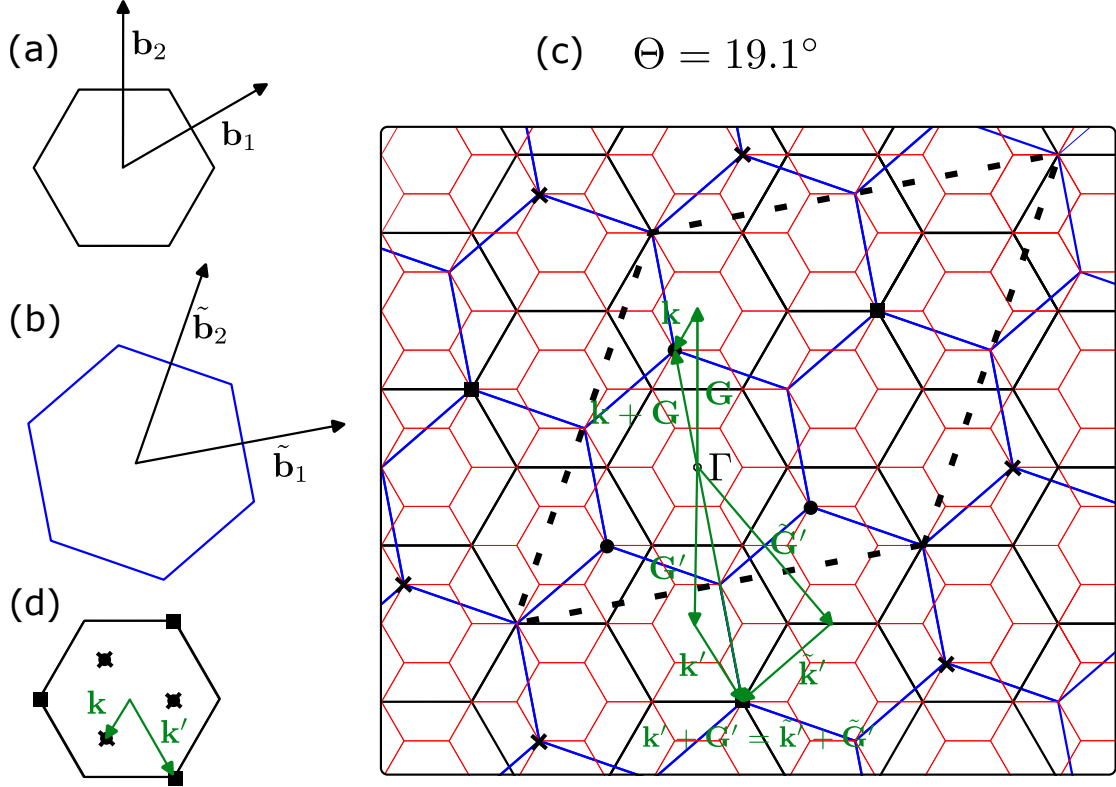 (a)
b₂
b₁
(b)
b̃₂
b̃₁
(c) Θ = 19.1°
k
G
k + G
Γ
G̃′
G′
k′
k̃′
k′ + G′ = k̃′ + G̃′
(d)
k
k′